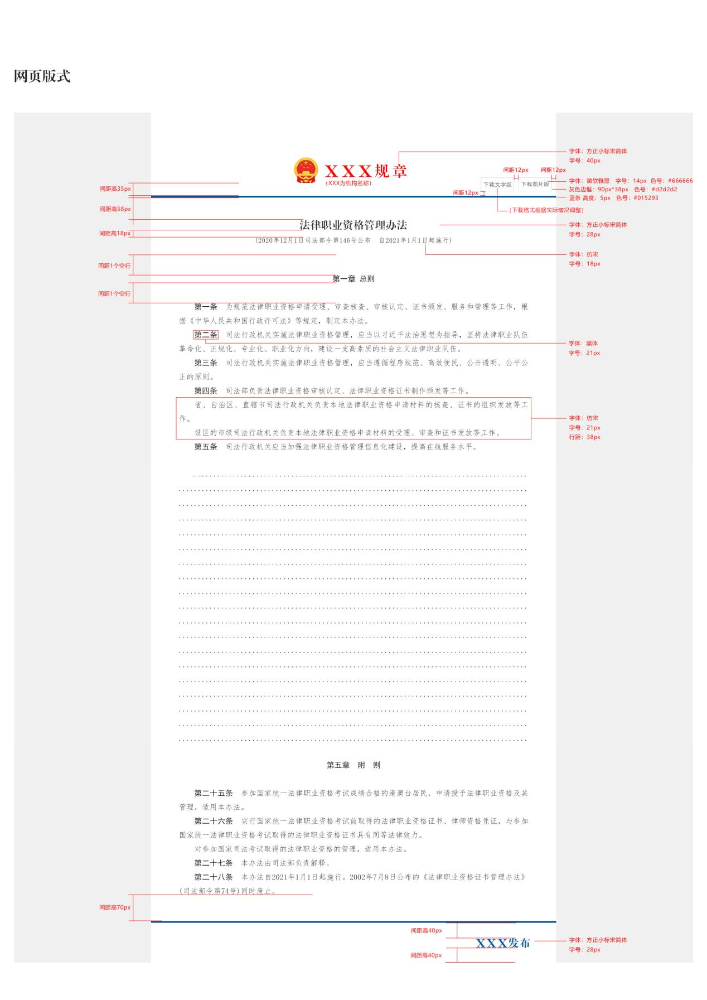 网页版式
字体：方正小标宋简体
字号：40px
XXX规章
(XXX为机构名称)
间距12px
间距12px
字体：微软雅黑 字号：14px 色号：#666666
下载文字版
下载图片版
间距高35px
灰色边框：90px*38px 色号：#d2d2d2
间距12px
蓝条 高度：5px 色号：#015293
间距高58px
(下载格式根据实际情况调整)
法律职业资格管理办法
字体：方正小标宋简体
字号：28px
间距高18px
(2020年12月1日司法部令第146号公布 自2021年1月1日起施行)
字体：仿宋
字号：18px
间距1个空行
第一章 总则
间距1个空行
第一条 为规范法律职业资格申请受理、审查核查、审核认定、证书颁发、服务和管理等工作，根
据《中华人民共和国行政许可法》等规定，制定本办法。
第二条 司法行政机关实施法律职业资格管理，应当以习近平法治思想为指导，坚持法律职业队伍
革命化、正规化、专业化、职业化方向，建设一支高素质的社会主义法律职业队伍。
字体：黑体
字号：21px
第三条 司法行政机关实施法律职业资格管理，应当遵循程序规范、高效便民、公开透明、公平公
正的原则。
第四条 司法部负责法律职业资格审核认定、法律职业资格证书制作颁发等工作。
省、自治区、直辖市司法行政机关负责本地法律职业资格申请材料的核查、证书的组织发放等工
作。
设区的市级司法行政机关负责本地法律职业资格申请材料的受理、审查和证书发放等工作。
字体：仿宋
字号：21px
行距：38px
第五条 司法行政机关应当加强法律职业资格管理信息化建设，提高在线服务水平。
第五章 附 则
第二十五条 参加国家统一法律职业资格考试成绩合格的港澳台居民，申请授予法律职业资格及其
管理，适用本办法。
第二十六条 实行国家统一法律职业资格考试前取得的法律职业资格证书、律师资格凭证，与参加
国家统一法律职业资格考试取得的法律职业资格证书具有同等法律效力。
对参加国家司法考试取得的法律职业资格的管理，适用本办法。
第二十七条 本办法由司法部负责解释。
第二十八条 本办法自2021年1月1日起施行。2002年7月8日公布的《法律职业资格证书管理办法》
(司法部令第74号)同时废止。
间距高70px
间距高40px
XXX发布
字体：方正小标宋简体
字号：28px
间距高40px